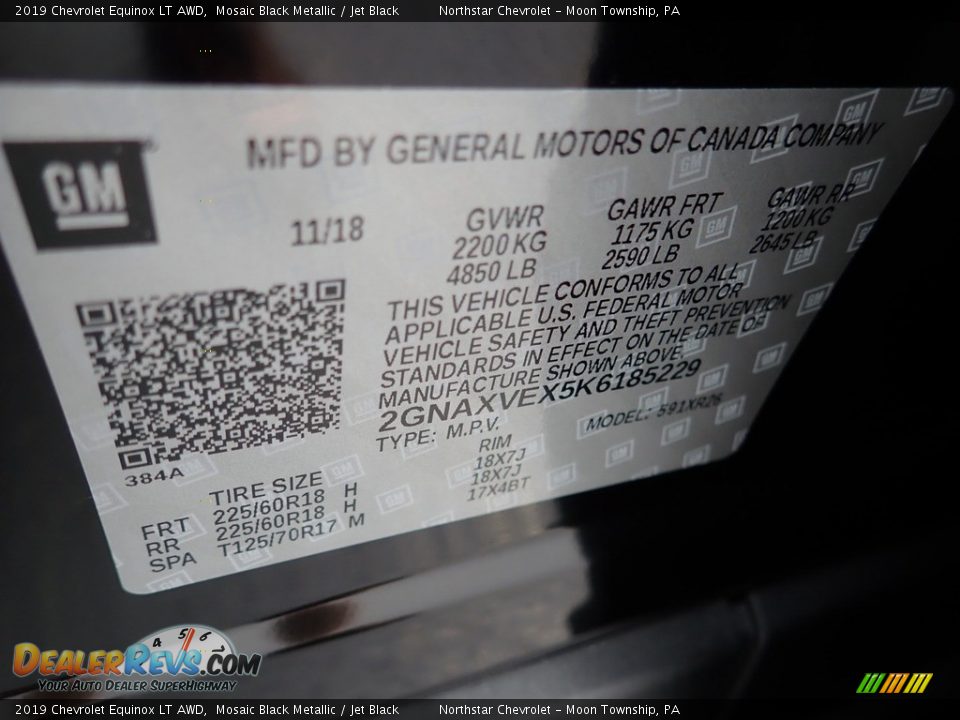 2019 Chevrolet Equinox LT AWD, Mosaic Black Metallic / Jet Black Northstar Chevrolet - Moon Township, PA
GM
MFD BY GENERAL MOTORS OF CANADA COMPANY
11/18 GVWR GAWR FRT GAWR RR
2200 KG 1175 KG 1200 KG
4850 LB 2590 LB 2645 LB
THIS VEHICLE CONFORMS TO ALL
APPLICABLE U.S. FEDERAL MOTOR
VEHICLE SAFETY AND THEFT PREVENTION
STANDARDS IN EFFECT ON THE DATE OF
MANUFACTURE SHOWN ABOVE
2GNAXVEX5K6185229
TYPE: M.P.V. MODEL: 591XR26
384A
TIRE SIZE RIM
FRT 225/60R18 H 18X7J
RR 225/60R18 H 18X7J
SPA T125/70R17 M 17X4BT
4 5 6
DEALERREVS.COM
YOUR AUTO DEALER SUPERHIGHWAY
2019 Chevrolet Equinox LT AWD, Mosaic Black Metallic / Jet Black Northstar Chevrolet - Moon Township, PA